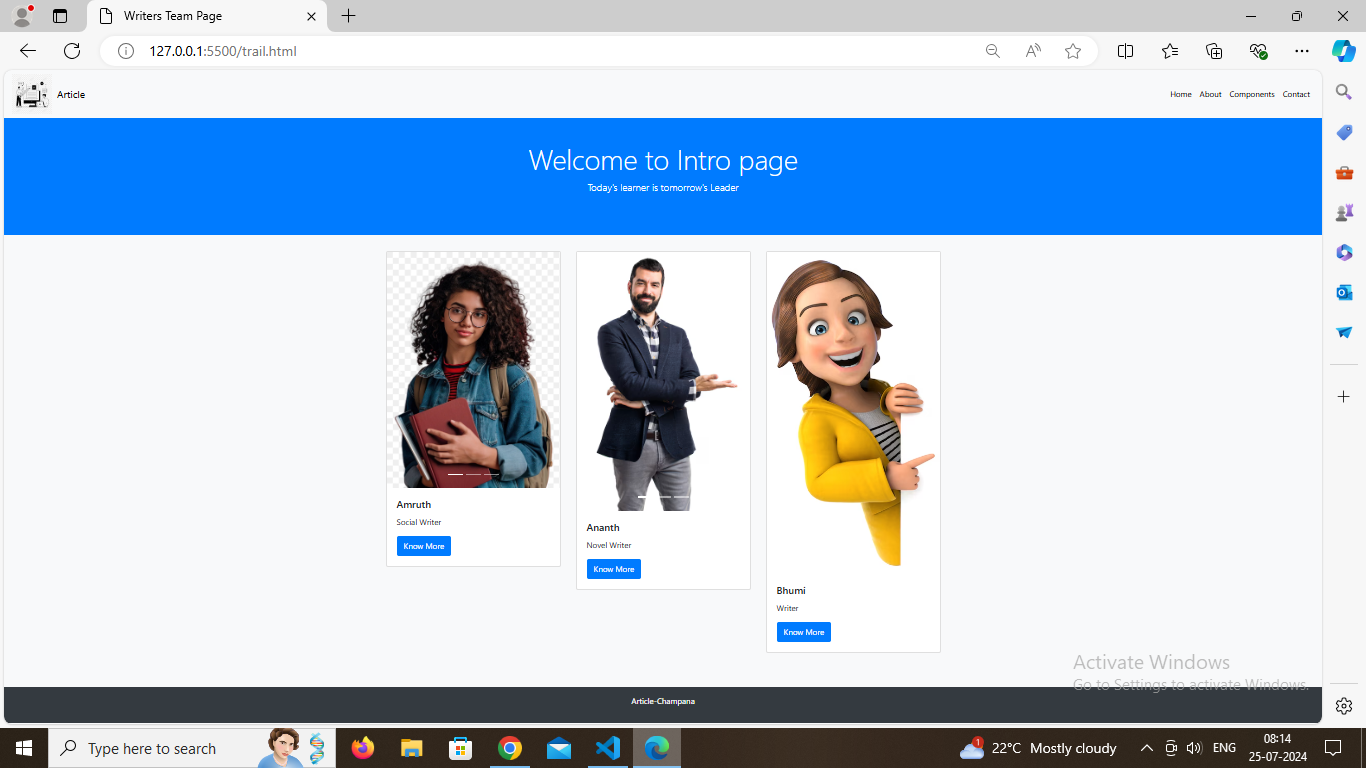 Writers Team Page
127.0.0.1:5500/trail.html
Article
Home About Components Contact
Welcome to Intro page
Today's learner is tomorrow's Leader
Amruth
Social Writer
Know More
Ananth
Novel Writer
Know More
Bhumi
Writer
Know More
Activate Windows
Go to Settings to activate Windows.
Article-Champana
Type here to search
1
22°C Mostly cloudy
ENG
08:14
25-07-2024